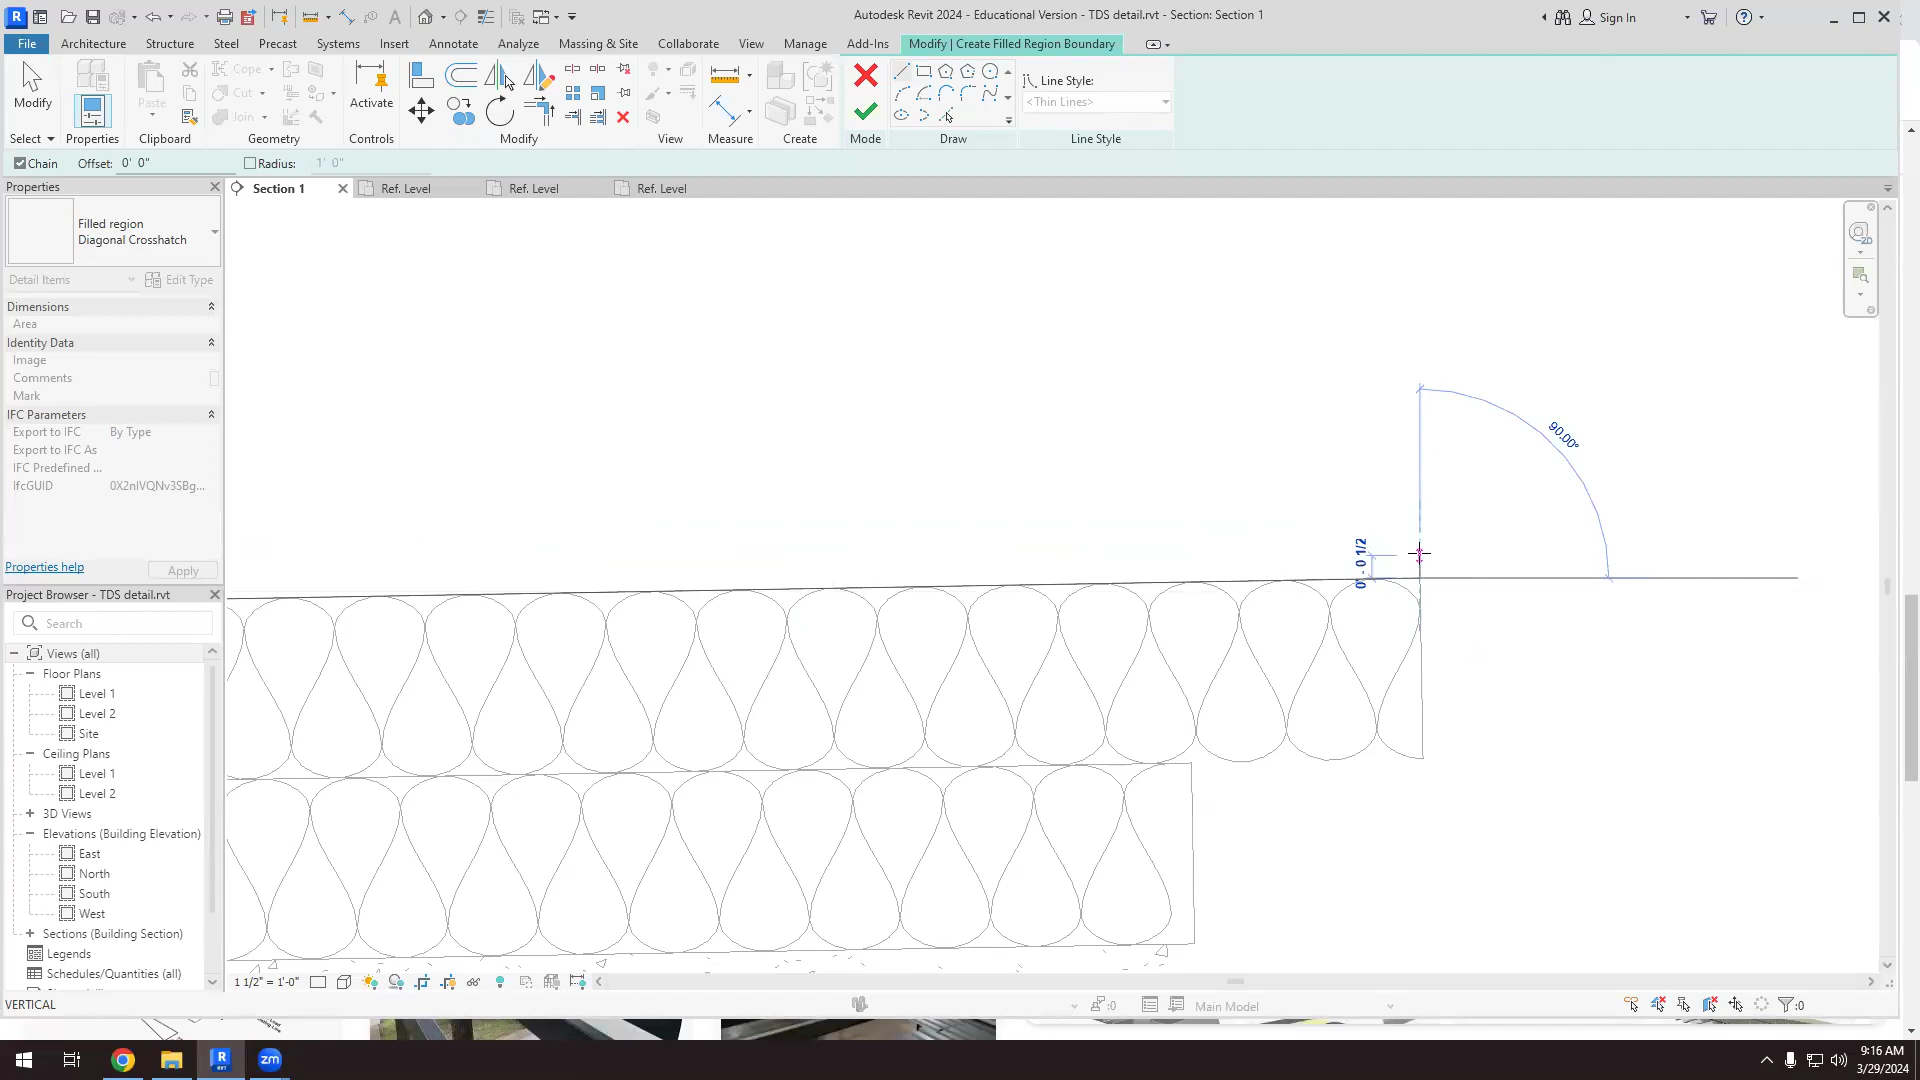 Autodesk Revit 2024 - Educational Version - TDS detail.rvt - Section: Section 1
Sign In
File Architecture Structure Steel Precast Systems Insert Annotate Analyze Massing & Site Collaborate View Manage Add-Ins Modify | Create Filled Region Boundary
Modify
Paste
Cope
Cut
Join
Activate
Line Style:
<Thin Lines>
Select Properties Clipboard Geometry Controls Modify View Measure Create Mode Draw Line Style
Chain Offset: 0' 0" Radius: 1' 0"
Properties
Section 1 Ref. Level Ref. Level Ref. Level
Filled region
Diagonal Crosshatch
Detail Items Edit Type
Dimensions
Area
Identity Data
Image
Comments
Mark
IFC Parameters
Export to IFC By Type
Export to IFC As
IFC Predefined ...
IfcGUID 0X2nlVQNv3SBg...
Properties help Apply
90.00°
0' - 0 1/2
2D
Project Browser - TDS detail.rvt
Search
Views (all)
Floor Plans
Level 1
Level 2
Site
Ceiling Plans
Level 1
Level 2
3D Views
Elevations (Building Elevation)
East
North
South
West
Sections (Building Section)
Legends
Schedules/Quantities (all)
1 1/2" = 1'-0"
VERTICAL
:0
Main Model
:0
R
RVT
zm
9:16 AM
3/29/2024